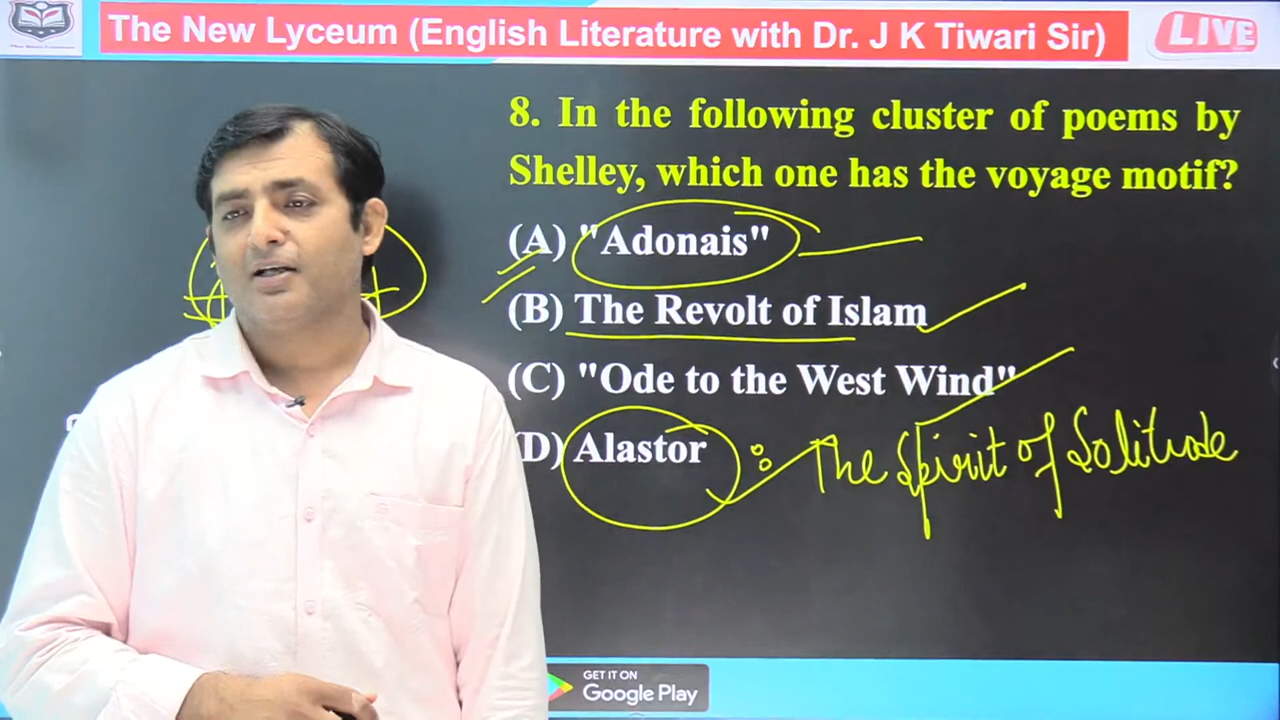 The New Lyceum (English Literature with Dr. J K Tiwari Sir)
LIVE
8. In the following cluster of poems by
Shelley, which one has the voyage motif?
(A) "Adonais"
(B) The Revolt of Islam
(C) "Ode to the West Wind"
D) Alastor : The Spirit of Solitude
GET IT ON
Google Play